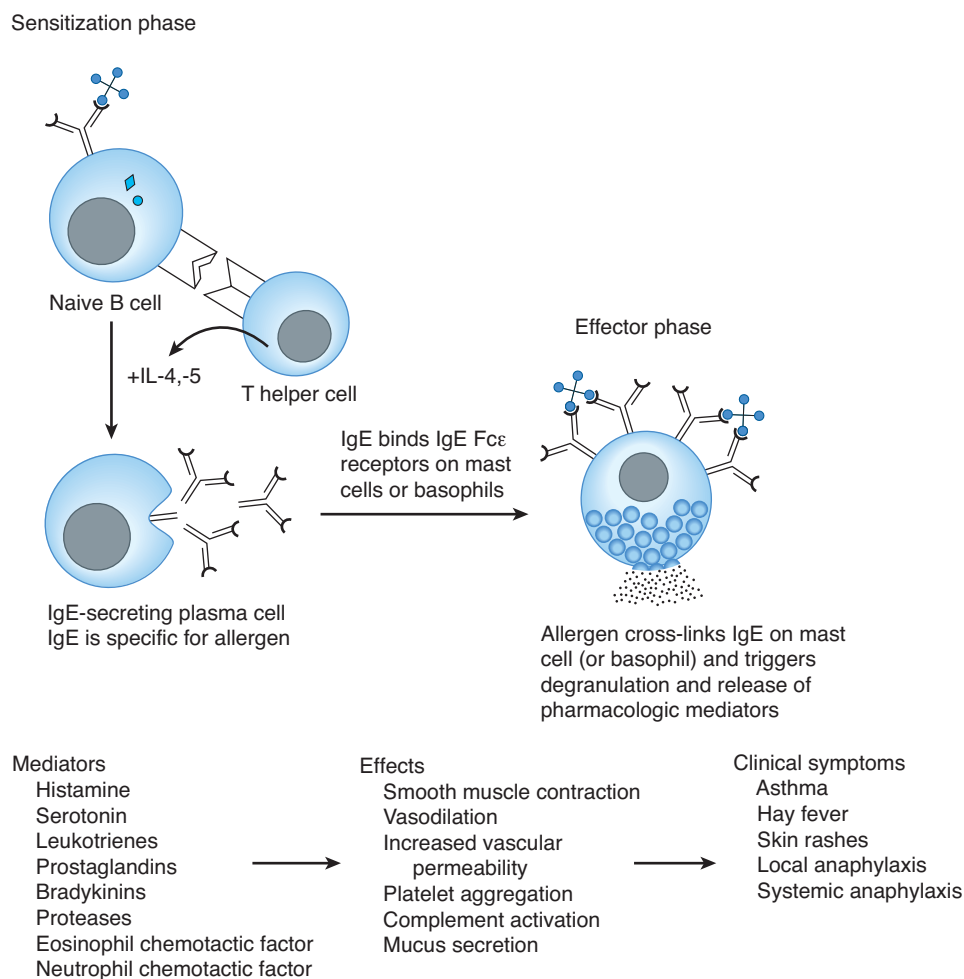 Sensitization phase
Naive B cell
+IL-4,-5
T helper cell
Effector phase
IgE binds IgE Fcε
receptors on mast
cells or basophils
IgE-secreting plasma cell
IgE is specific for allergen
Allergen cross-links IgE on mast
cell (or basophil) and triggers
degranulation and release of
pharmacologic mediators
Mediators
Histamine
Serotonin
Leukotrienes
Prostaglandins
Bradykinins
Proteases
Eosinophil chemotactic factor
Neutrophil chemotactic factor
Effects
Smooth muscle contraction
Vasodilation
Increased vascular
permeability
Platelet aggregation
Complement activation
Mucus secretion
Clinical symptoms
Asthma
Hay fever
Skin rashes
Local anaphylaxis
Systemic anaphylaxis